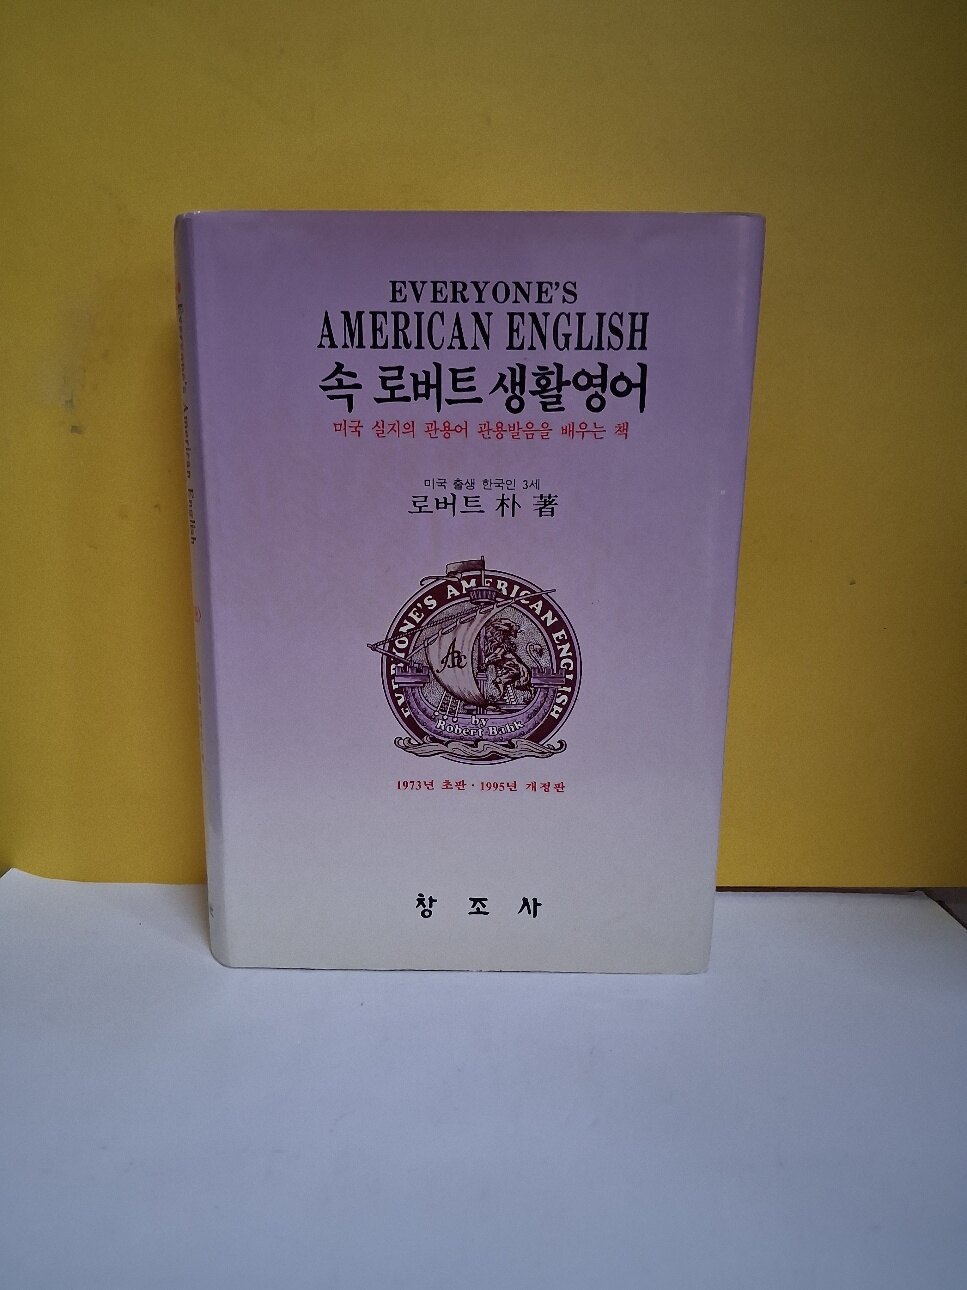 EVERYONE'S
AMERICAN ENGLISH
속 로버트 생활영어
미국 실지의 관용어 관용발음을 배우는 책
미국 출생 한국인 3세
로버트 朴 著
EVERYONE'S AMERICAN ENGLISH
ABC
by
Robert Bahk
1973년 초판 · 1995년 개정판
창 조 사
Everyone's American English